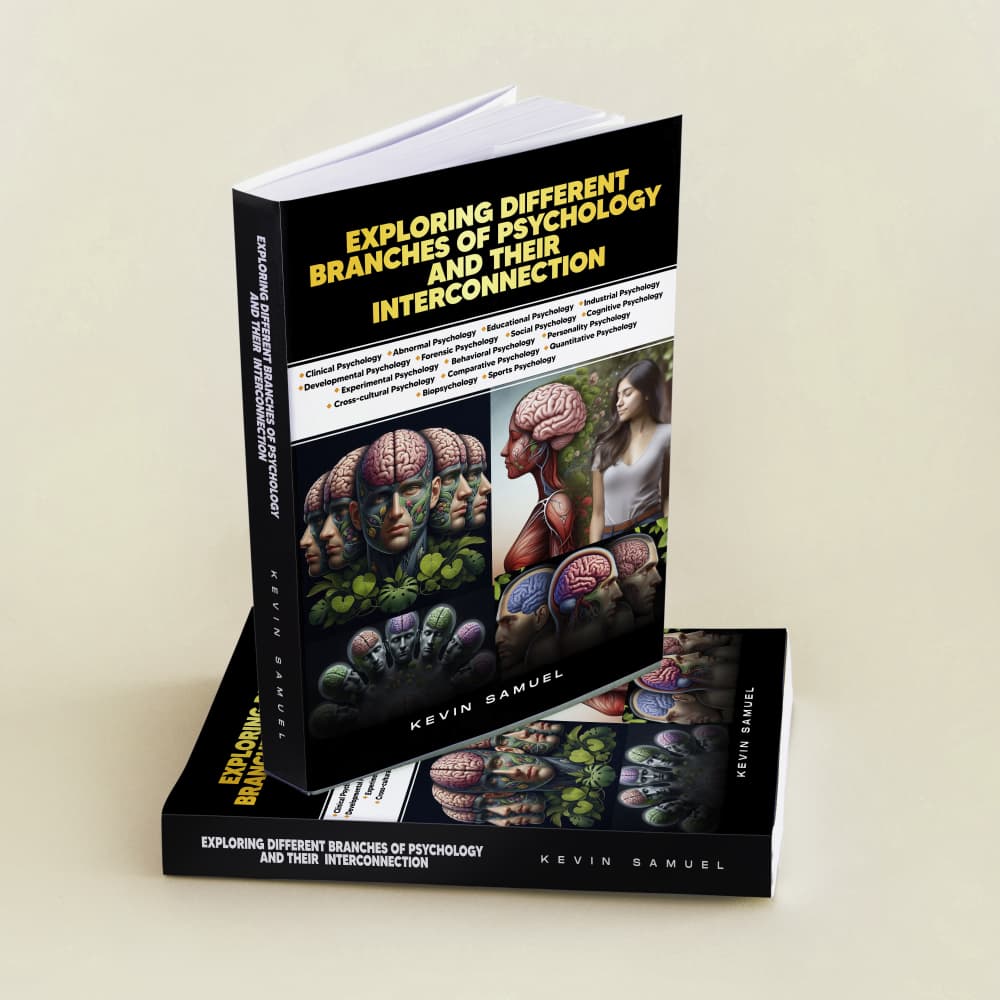 EXPLORING DIFFERENT
BRANCHES OF PSYCHOLOGY
AND THEIR
INTERCONNECTION
Clinical Psychology Abnormal Psychology Educational Psychology Industrial Psychology
Developmental Psychology Forensic Psychology Social Psychology Cognitive Psychology
Experimental Psychology Behavioral Psychology Personality Psychology
Cross-cultural Psychology Comparative Psychology Quantitative Psychology
Biopsychology Sports Psychology
KEVIN SAMUEL
EXPLORING DIFFERENT BRANCHES OF PSYCHOLOGY
AND THEIR INTERCONNECTION
KEVIN SAMUEL
KEVIN SAMUEL
EXPLORING DIFFERENT BRANCHES OF PSYCHOLOGY
AND THEIR INTERCONNECTION
KEVIN SAMUEL